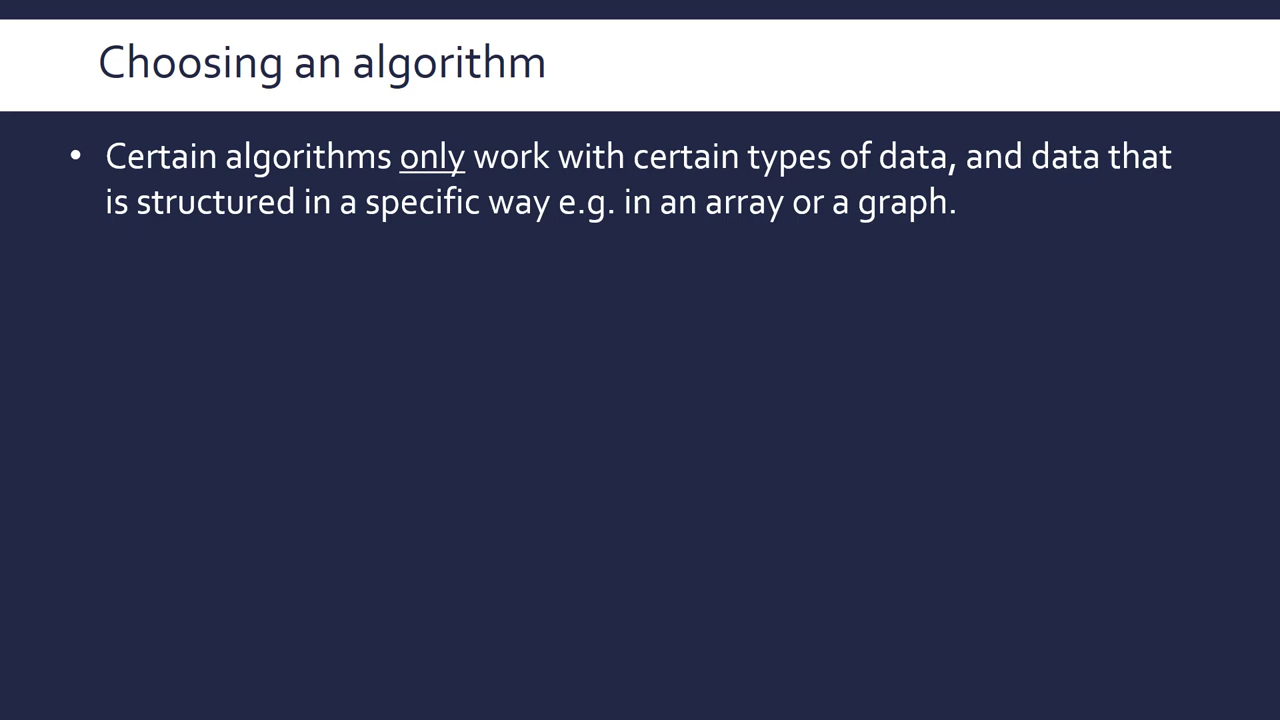 Choosing an algorithm
• Certain algorithms only work with certain types of data, and data that
is structured in a specific way e.g. in an array or a graph.